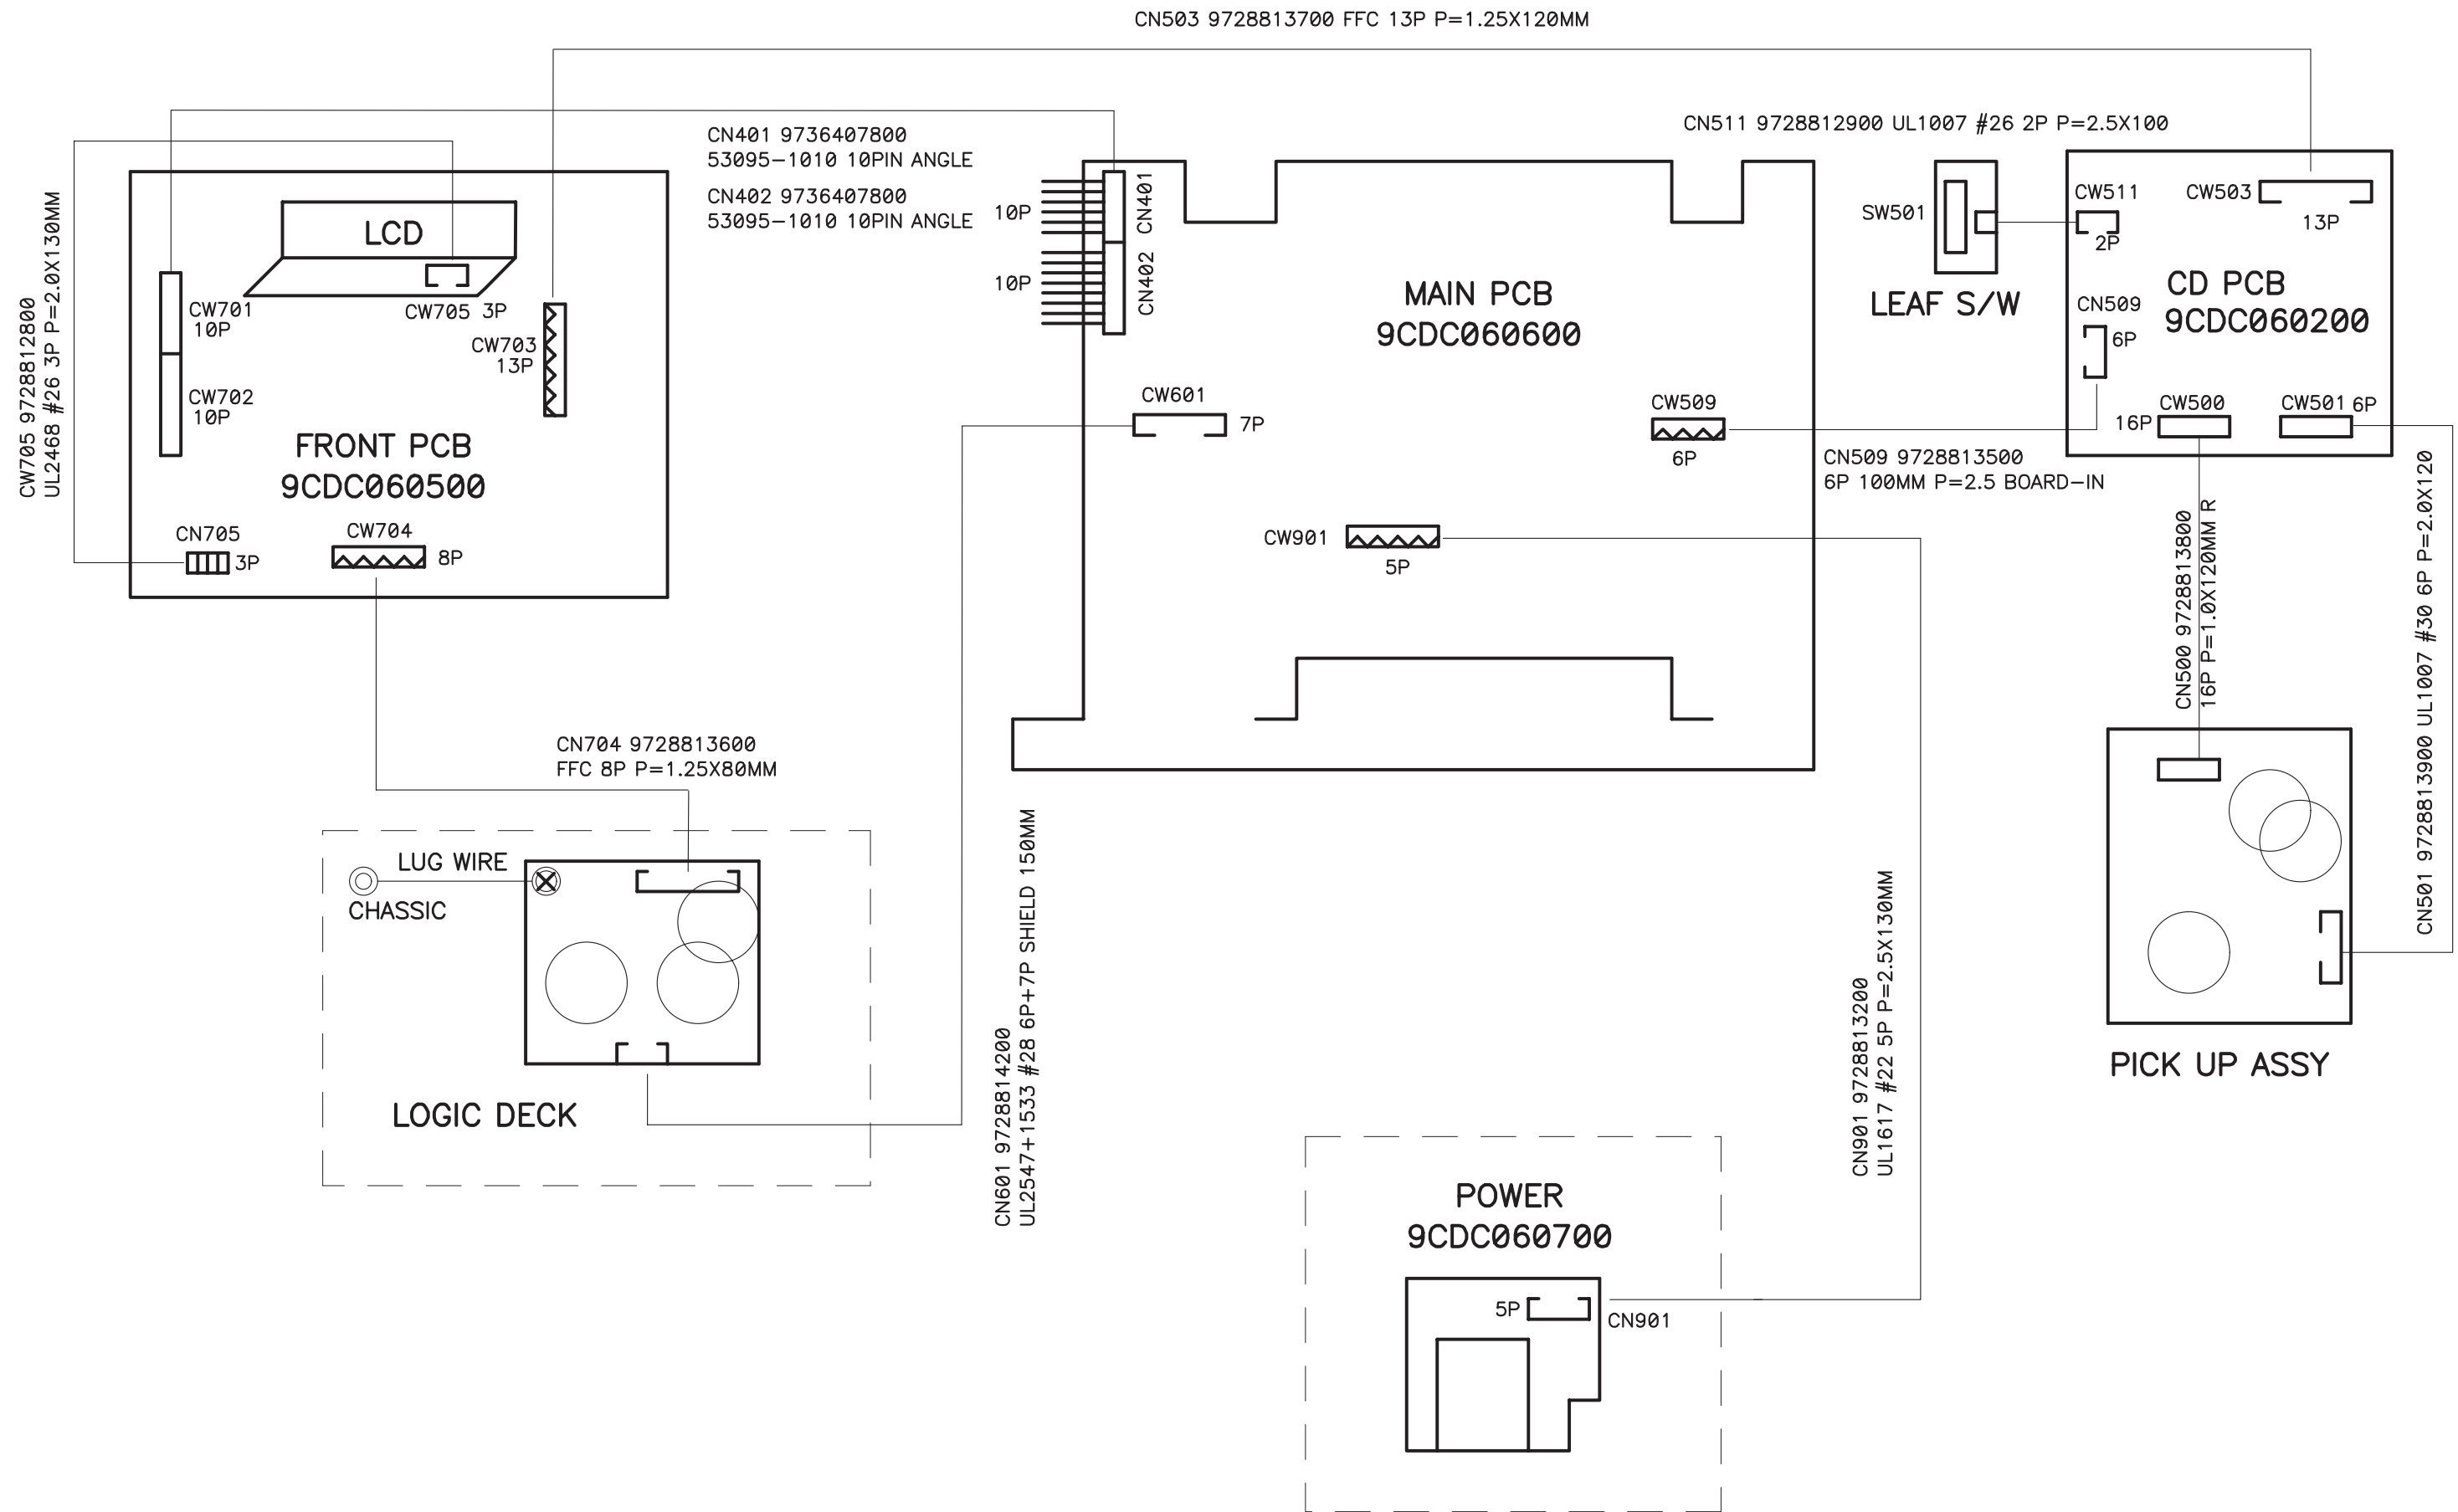 CN503 9728813700 FFC 13P P=1.25X120MM
CN401 9736407800
53095-1010 10PIN ANGLE
CN402 9736407800
53095-1010 10PIN ANGLE
CW705 9728812800
UL2468 #26 3P P=2.0X130MM
LCD
CW705 3P
CW701
10P
CW702
10P
CW703
13P
FRONT PCB
9CDC060500
CN705
3P
CW704
8P
10P
CN401
10P
CN402
MAIN PCB
9CDC060600
CW601
7P
CW509
6P
CW901
5P
CN511 9728812900 UL1007 #26 2P P=2.5X100
SW501
LEAF S/W
CW511
2P
CW503
13P
CD PCB
9CDC060200
CN509
6P
16P
CW500
CW501 6P
CN509 9728813500
6P 100MM P=2.5 BOARD-IN
CN500 9728813800
16P P=1.0X120MM R
CN501 9728813900 UL1007 #30 6P P=2.0X120
CN704 9728813600
FFC 8P P=1.25X80MM
LUG WIRE
CHASSIC
LOGIC DECK
CN601 9728814200
UL2547+1533 #28 6P+7P SHIELD 150MM
CN901 9728813200
UL1617 #22 5P P=2.5X130MM
PICK UP ASSY
POWER
9CDC060700
5P
CN901